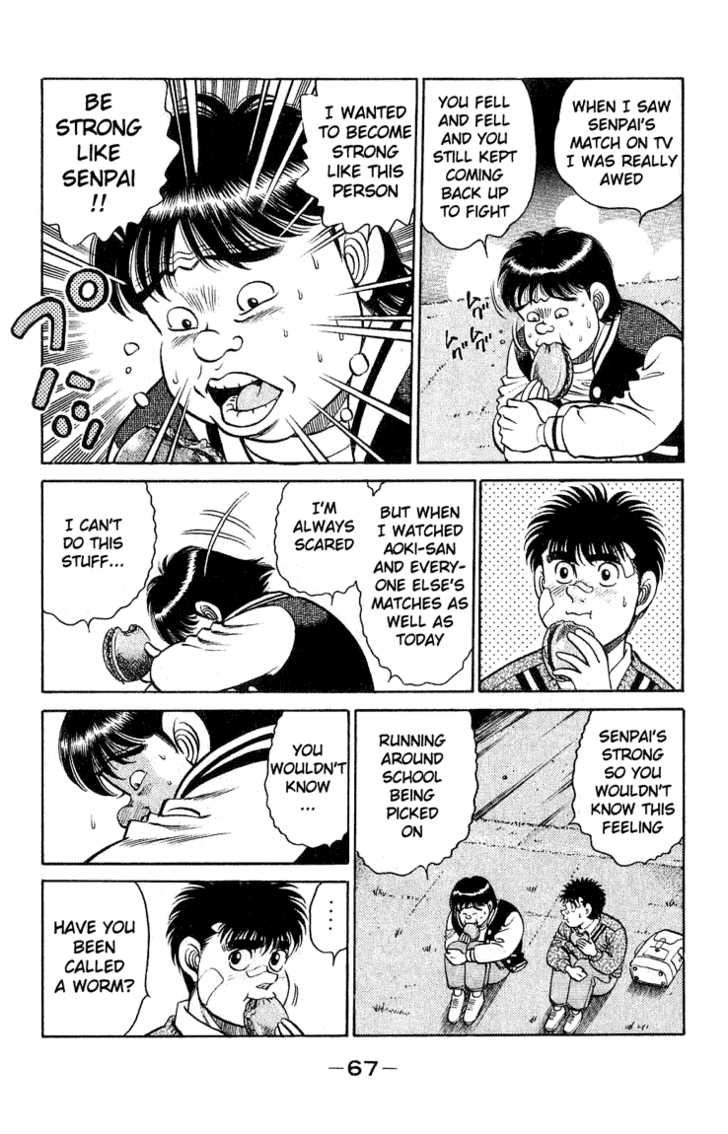 WHEN I SAW
SENPAI'S
MATCH ON TV
I WAS REALLY
AWED
YOU FELL
AND FELL
AND YOU
STILL KEPT
COMING
BACK UP
TO FIGHT
グッ
グッ
I WANTED
TO BECOME
STRONG
LIKE THIS
PERSON
BE
STRONG
LIKE
SENPAI
!!
BUT WHEN
I WATCHED
AOKI-SAN
AND EVERY-
ONE ELSE'S
MATCHES AS
WELL AS
TODAY
I'M
ALWAYS
SCARED
I CAN'T
DO THIS
STUFF...
SENPAI'S
STRONG
SO YOU
WOULDN'T
KNOW THIS
FEELING
RUNNING
AROUND
SCHOOL
BEING
PICKED
ON
YOU
WOULDN'T
KNOW
...
....
HAVE YOU
BEEN
CALLED
A WORM?
-67-